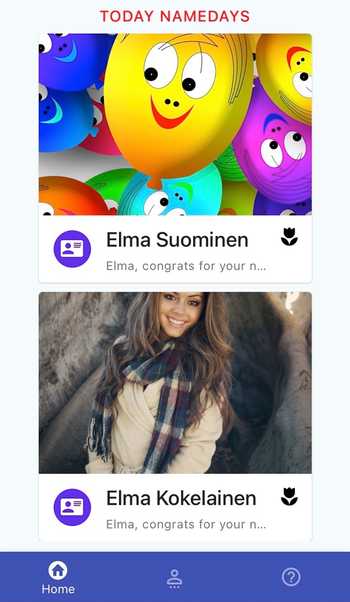 TODAY NAMEDAYS
Elma Suominen
Elma, congrats for your n...
Elma Kokelainen
Elma, congrats for your n...
Home